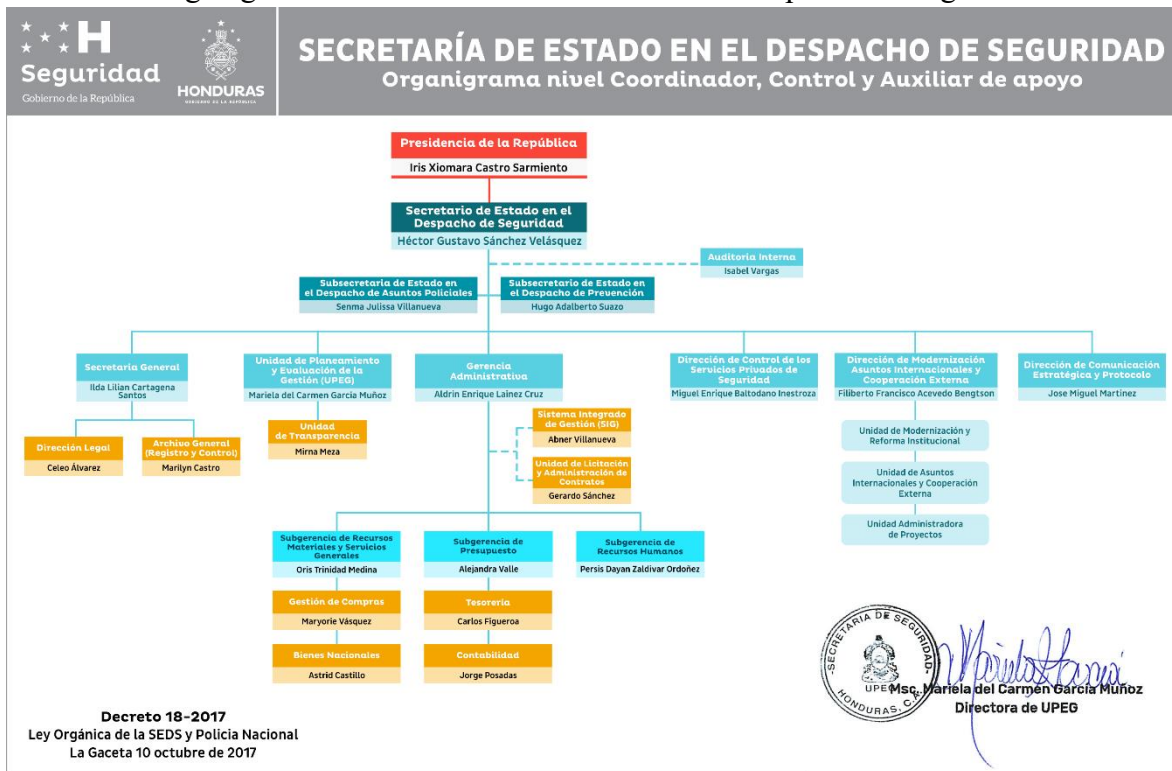 H
Seguridad
Gobierno de la República
HONDURAS
GOBIERNO DE LA REPÚBLICA
SECRETARÍA DE ESTADO EN EL DESPACHO DE SEGURIDAD
Organigrama nivel Coordinador, Control y Auxiliar de apoyo
Presidencia de la República
Iris Xiomara Castro Sarmiento
Secretario de Estado en el
Despacho de Seguridad
Héctor Gustavo Sánchez Velásquez
Auditoria Interna
Isabel Vargas
Subsecretaria de Estado en
el Despacho de Asuntos Policiales
Senma Julissa Villanueva
Subsecretario de Estado en
el Despacho de Prevención
Hugo Adalberto Suazo
Secretaria General
Ilda Lilian Cartagena
Santos
Unidad de Planeamiento
y Evaluación de la
Gestión (UPEG)
Mariela del Carmen García Muñoz
Gerencia
Administrativa
Aldrin Enrique Lainez Cruz
Dirección de Control de los
Servicios Privados de
Seguridad
Miguel Enrique Baltodano Inestroza
Dirección de Modernización
Asuntos Internacionales y
Cooperación Externa
Filiberto Francisco Acevedo Bengtson
Dirección de Comunicación
Estratégica y Protocolo
Jose Miguel Martinez
Dirección Legal
Celeo Álvarez
Archivo General
(Registro y Control)
Marilyn Castro
Unidad
de Transparencia
Mirna Meza
Sistema Integrado
de Gestión (SIG)
Abner Villanueva
Unidad de Licitación
y Administración de
Contratos
Gerardo Sánchez
Unidad de Modernización y
Reforma Institucional
Unidad de Asuntos
Internacionales y Cooperación
Externa
Unidad Administradora
de Proyectos
Subgerencia de Recursos
Materiales y Servicios
Generales
Oris Trinidad Medina
Subgerencia de
Presupuesto
Alejandra Valle
Subgerencia de
Recursos Humanos
Persis Dayan Zaldivar Ordoñez
Gestión de Compras
Maryorie Vásquez
Tesorería
Carlos Figueroa
Bienes Nacionales
Astrid Castillo
Contabilidad
Jorge Posadas
SECRETARIA DE SEGURIDAD
UPEG
HONDURAS, C.A.
Msc. Mariela del Carmen García Muñoz
Directora de UPEG
Decreto 18-2017
Ley Orgánica de la SEDS y Policia Nacional
La Gaceta 10 octubre de 2017